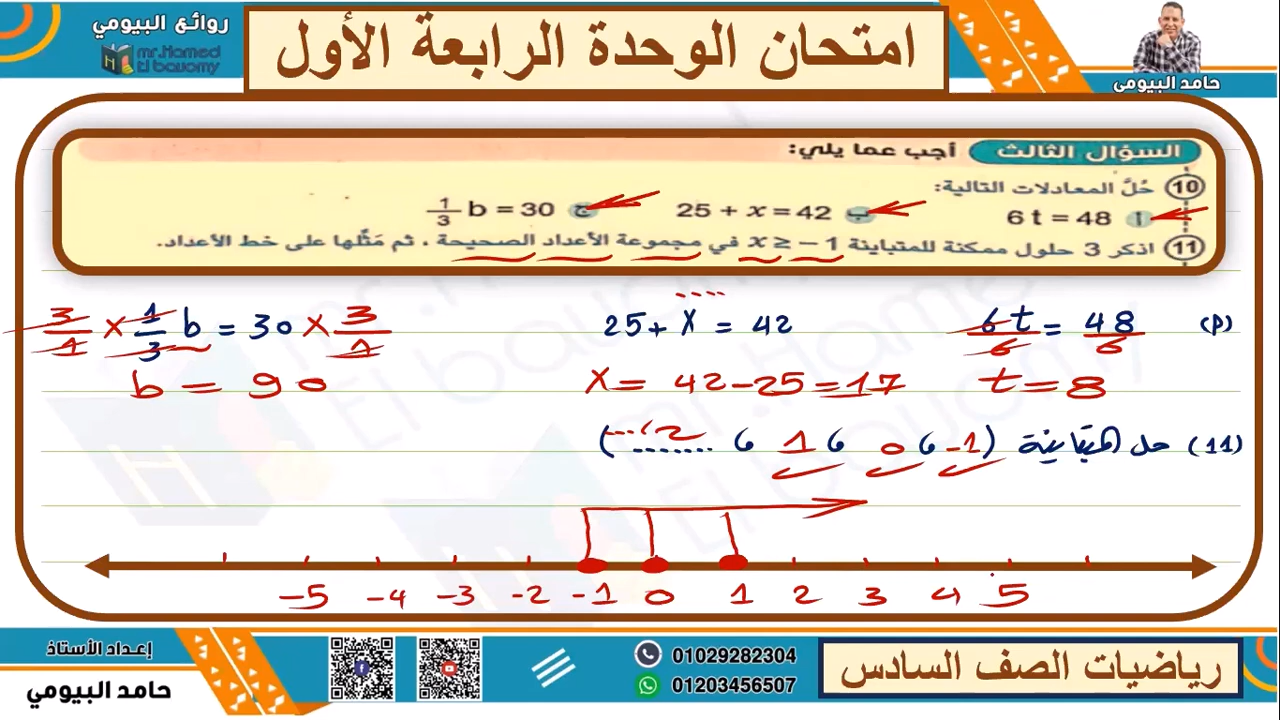 روائع البيومي
mr.Hamed
El bauomy
امتحان الوحدة الرابعة الأول
حامد البيومى
السؤال الثالث أجب عما يلي:
10 حُلَّ المعادلات التالية:
أ 6 t = 48 ب 25 + x = 42 ج 1/3 b = 30
11 اذكر 3 حلول ممكنة للمتباينة x ≥ −1 في مجموعة الأعداد الصحيحة ، ثم مَثِّلها على خط الأعداد.
(P) 6t/6 = 48/6
25 + x = 42
3/1 × 1/3 b = 30 × 3/1
t = 8
x = 42 − 25 = 17
b = 90
(11) حل المتباينة (-1 6 0 6 1 6 2 ، ...)
-5 -4 -3 -2 -1 0 1 2 3 4 5
إعداد الأستاذ
حامد البيومي
01029282304
01203456507
رياضيات الصف السادس